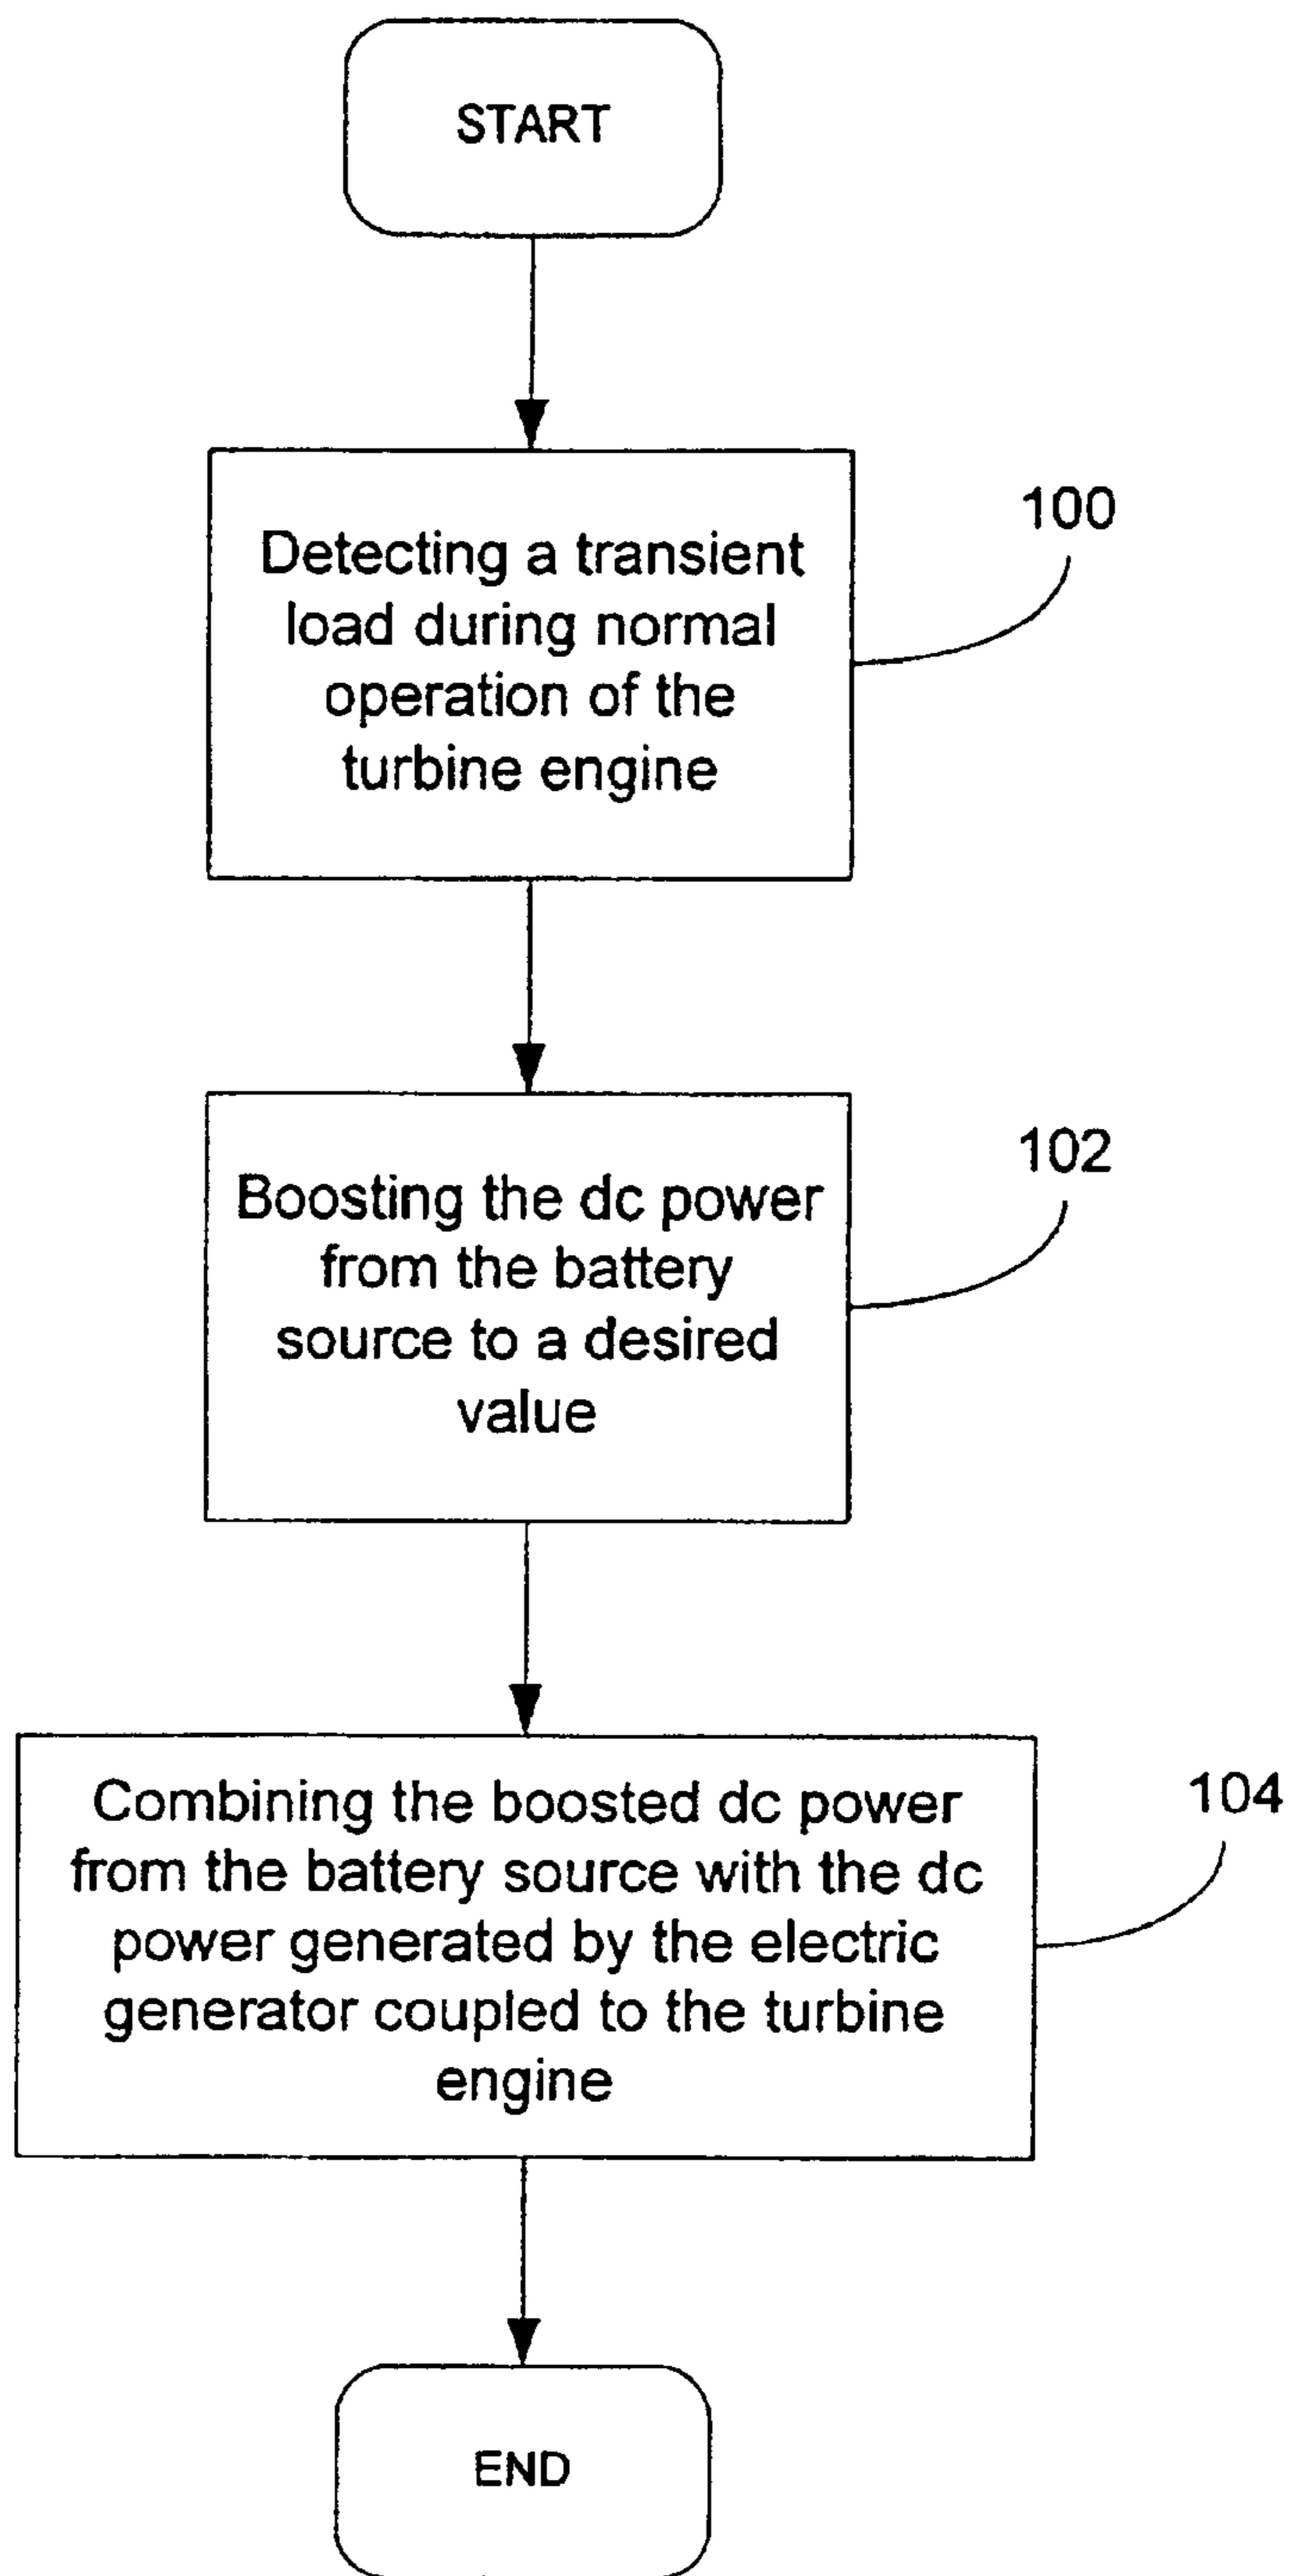 START
Detecting a transient
load during normal
operation of the
turbine engine
100
Boosting the dc power
from the battery
source to a desired
value
102
Combining the boosted dc power
from the battery source with the dc
power generated by the electric
generator coupled to the turbine
engine
104
END